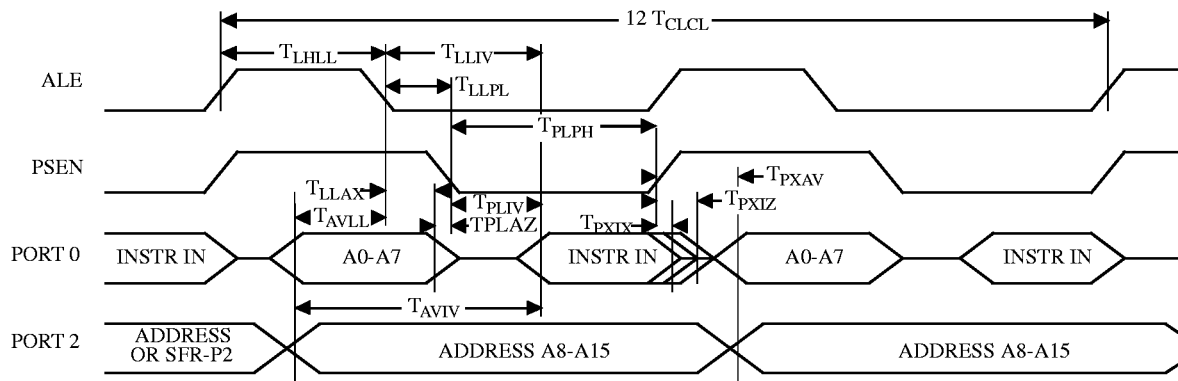 12 TCLCL
TLHLL TLLIV
ALE
TLLPL
TPLPH
PSEN
TLLAX TPXAV
TPLIV TPXIZ
TAVLL TPLAZ TPXIX
PORT 0 INSTR IN A0-A7 INSTR IN A0-A7 INSTR IN
TAVIV
PORT 2 ADDRESS
OR SFR-P2 ADDRESS A8-A15 ADDRESS A8-A15